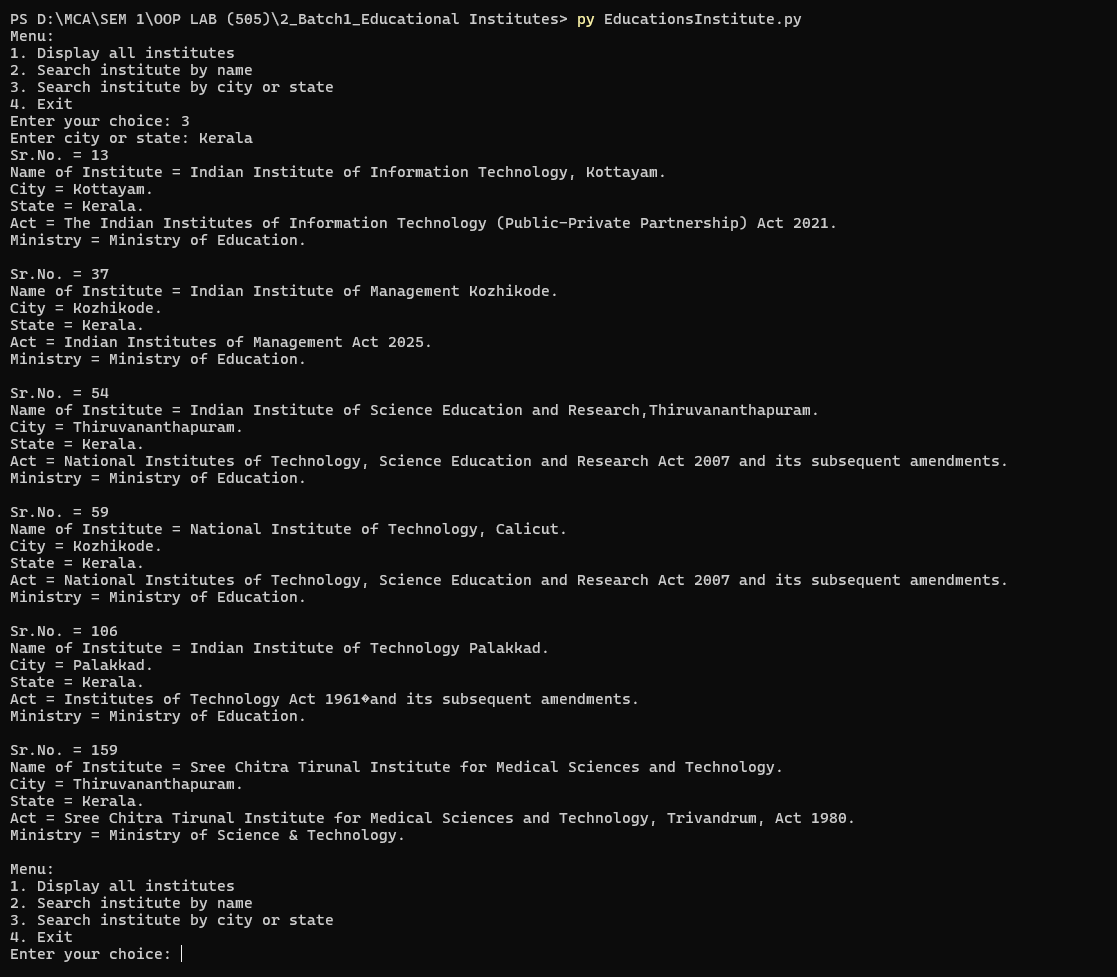 PS D:\MCA\SEM 1\OOP LAB (505)\2_Batch1_Educational Institutes> py EducationsInstitute.py
Menu:
1. Display all institutes
2. Search institute by name
3. Search institute by city or state
4. Exit
Enter your choice: 3
Enter city or state: Kerala
Sr.No. = 13
Name of Institute = Indian Institute of Information Technology, Kottayam.
City = Kottayam.
State = Kerala.
Act = The Indian Institutes of Information Technology (Public-Private Partnership) Act 2021.
Ministry = Ministry of Education.

Sr.No. = 37
Name of Institute = Indian Institute of Management Kozhikode.
City = Kozhikode.
State = Kerala.
Act = Indian Institutes of Management Act 2025.
Ministry = Ministry of Education.

Sr.No. = 54
Name of Institute = Indian Institute of Science Education and Research,Thiruvananthapuram.
City = Thiruvananthapuram.
State = Kerala.
Act = National Institutes of Technology, Science Education and Research Act 2007 and its subsequent amendments.
Ministry = Ministry of Education.

Sr.No. = 59
Name of Institute = National Institute of Technology, Calicut.
City = Kozhikode.
State = Kerala.
Act = National Institutes of Technology, Science Education and Research Act 2007 and its subsequent amendments.
Ministry = Ministry of Education.

Sr.No. = 106
Name of Institute = Indian Institute of Technology Palakkad.
City = Palakkad.
State = Kerala.
Act = Institutes of Technology Act 1961�and its subsequent amendments.
Ministry = Ministry of Education.

Sr.No. = 159
Name of Institute = Sree Chitra Tirunal Institute for Medical Sciences and Technology.
City = Thiruvananthapuram.
State = Kerala.
Act = Sree Chitra Tirunal Institute for Medical Sciences and Technology, Trivandrum, Act 1980.
Ministry = Ministry of Science & Technology.

Menu:
1. Display all institutes
2. Search institute by name
3. Search institute by city or state
4. Exit
Enter your choice: